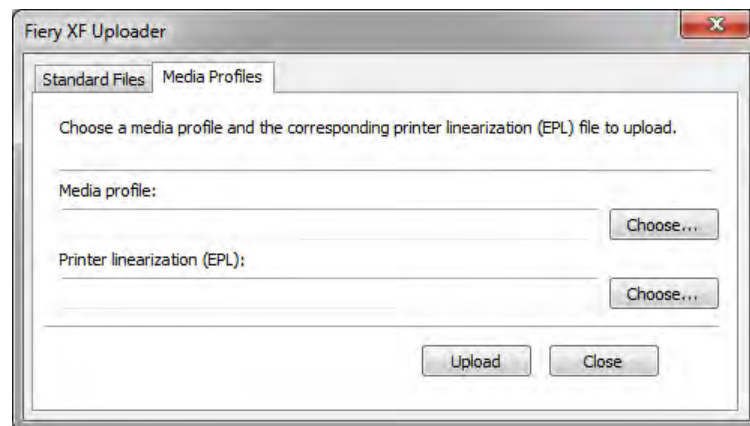 Fiery XF Uploader
Standard Files Media Profiles
Choose a media profile and the corresponding printer linearization (EPL) file to upload.
Media profile:
Choose...
Printer linearization (EPL):
Choose...
Upload Close